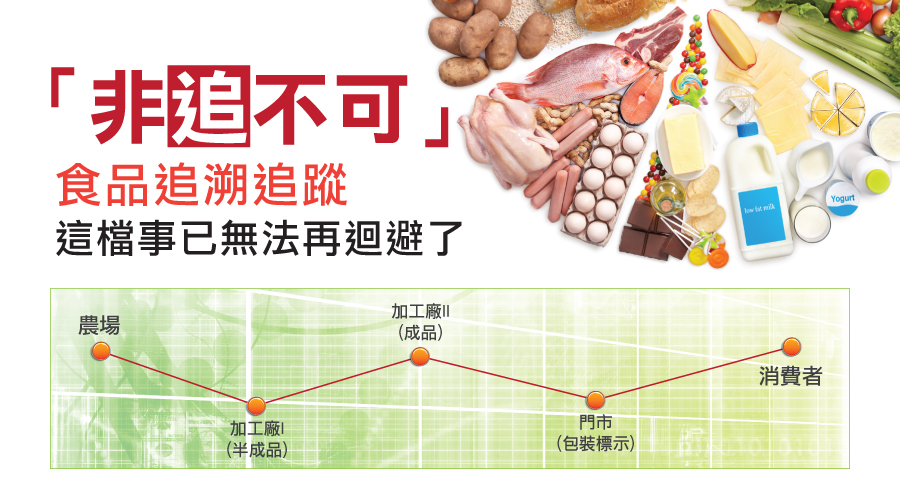 「非追不可」
食品追溯追蹤
這檔事已無法再迴避了
low fat milk
Yogurt
農場
加工廠I
(半成品)
加工廠II
(成品)
門市
(包裝標示)
消費者